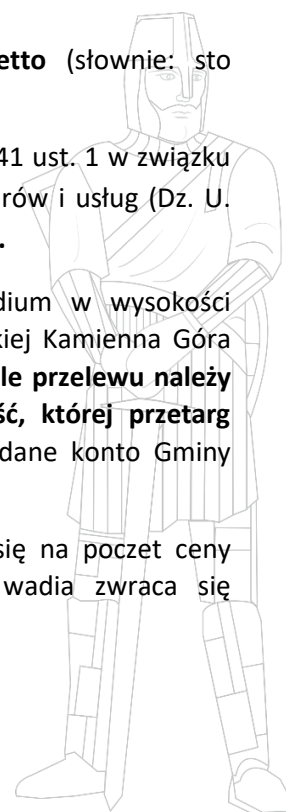 etto (słownie: sto
41 ust. 1 w związku
rów i usług (Dz. U.
.
dium w wysokości
kiej Kamienna Góra
le przelewu należy
ść, której przetarg
dane konto Gminy
się na poczet ceny
wadia zwraca się